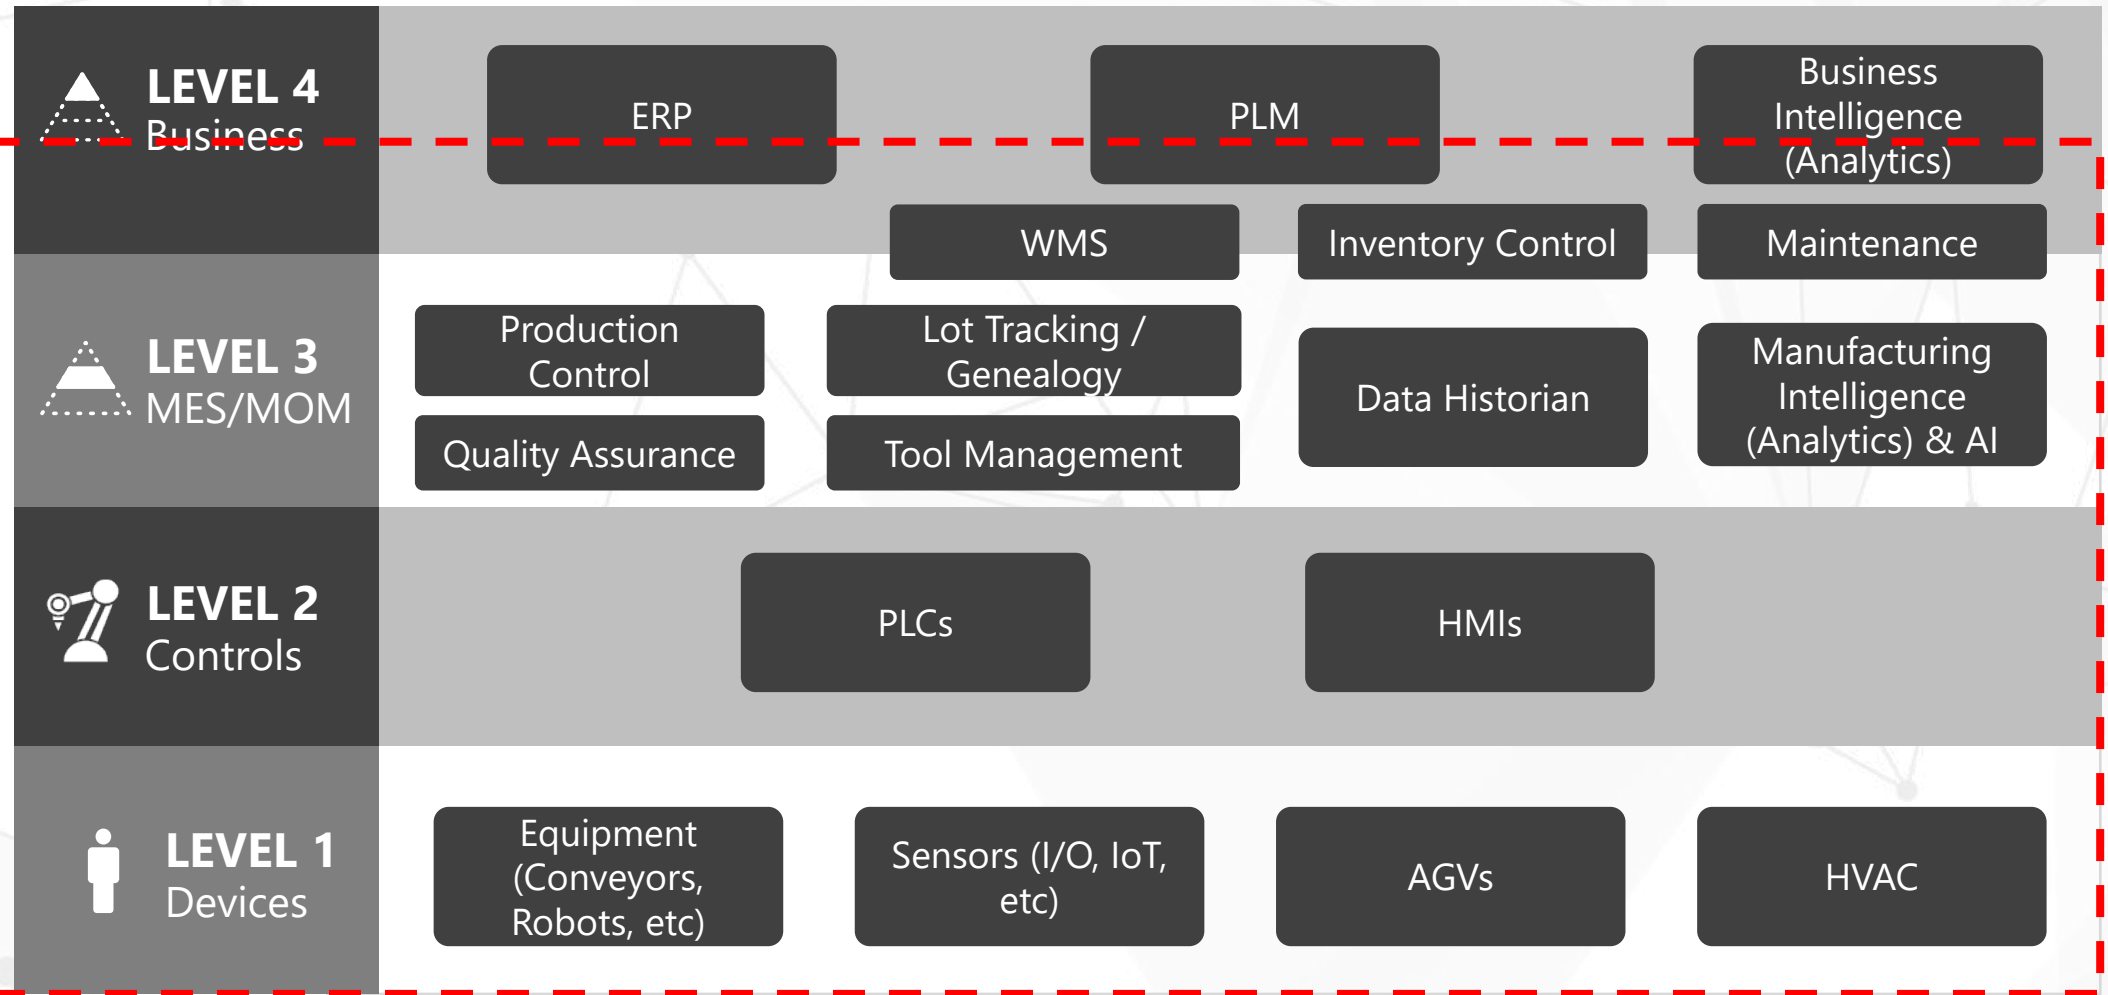 LEVEL 4
Business
ERP
PLM
Business
Intelligence
(Analytics)
WMS
Inventory Control
Maintenance
LEVEL 3
MES/MOM
Production
Control
Lot Tracking /
Genealogy
Data Historian
Manufacturing
Intelligence
(Analytics) & AI
Quality Assurance
Tool Management
LEVEL 2
Controls
PLCs
HMIs
LEVEL 1
Devices
Equipment
(Conveyors,
Robots, etc)
Sensors (I/O, IoT,
etc)
AGVs
HVAC